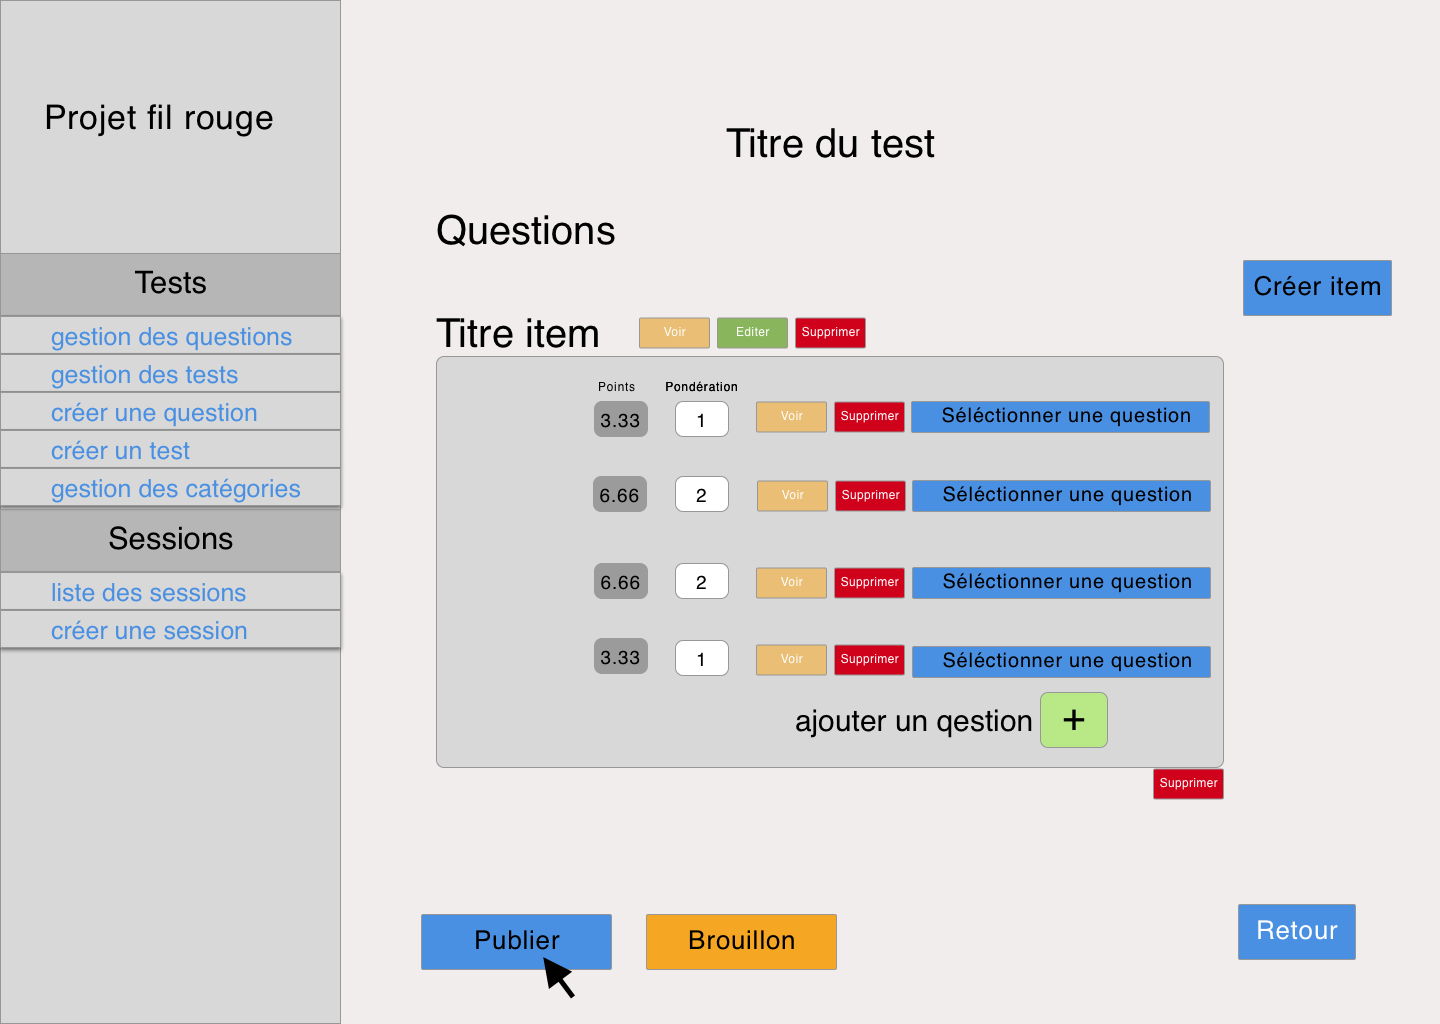 Projet fil rouge
Tests
gestion des questions
gestion des tests
créer une question
créer un test
gestion des catégories
Sessions
liste des sessions
créer une session
Titre du test
Questions
Créer item
Titre item Voir Editer Supprimer
Points Pondération
3.33 1 Voir Supprimer Séléctionner une question
6.66 2 Voir Supprimer Séléctionner une question
6.66 2 Voir Supprimer Séléctionner une question
3.33 1 Voir Supprimer Séléctionner une question
ajouter un qestion +
Supprimer
Publier Brouillon Retour